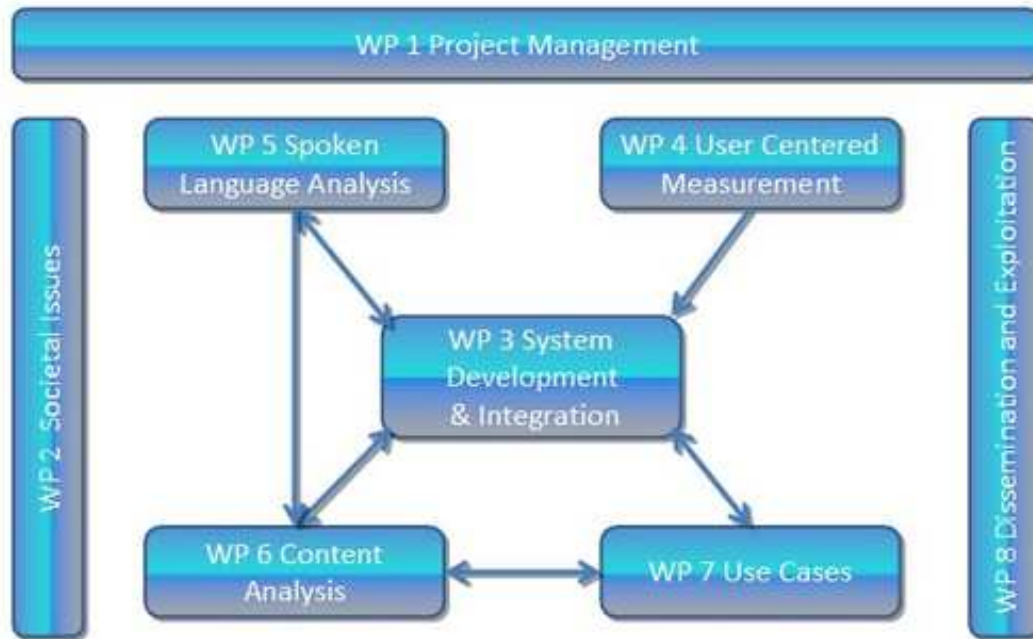 WP 1 Project Management
WP 2 Societal Issues
WP 5 Spoken
Language Analysis
WP 4 User Centered
Measurement
WP 8 Dissemination and Exploitation
WP 3 System
Development
& Integration
WP 6 Content
Analysis
WP 7 Use Cases